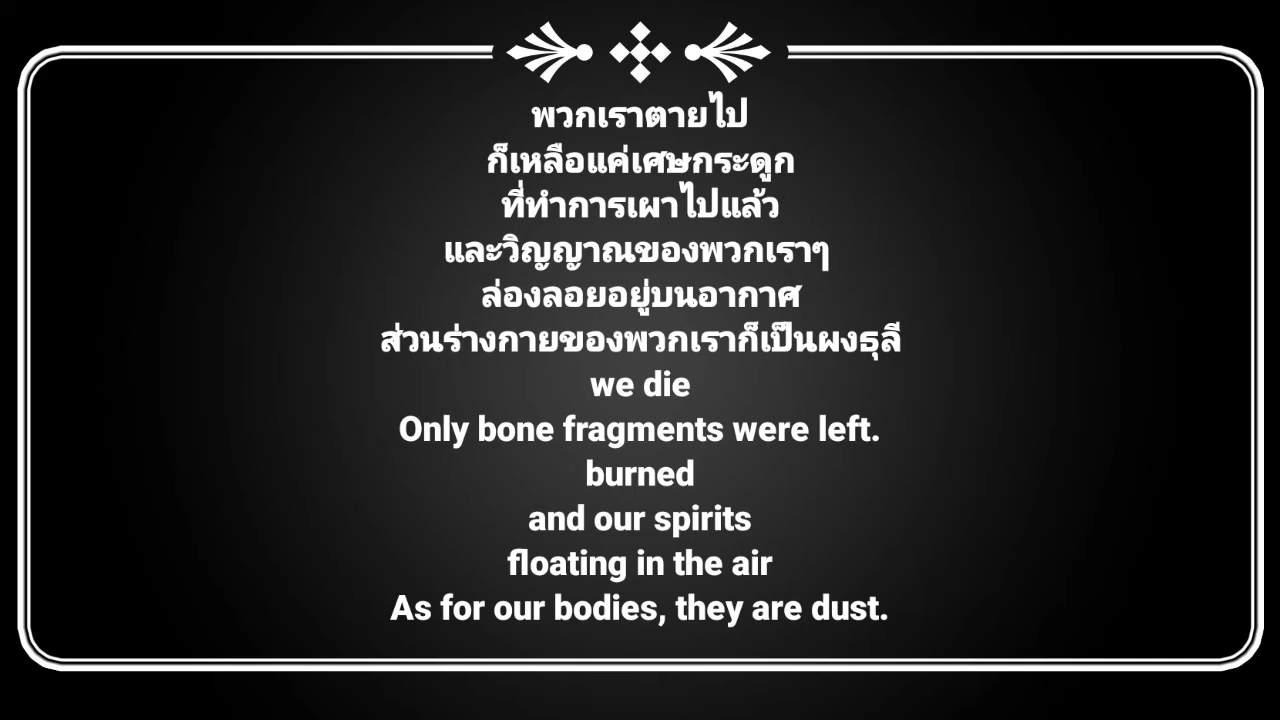 พวกเราตายไป
ก็เหลือแค่เศษกระดูก
ที่ทำการเผาไปแล้ว
และวิญญาณของพวกเราๆ
ล่องลอยอยู่บนอากาศ
ส่วนร่างกายของพวกเราก็เป็นผงธุลี
we die
Only bone fragments were left.
burned
and our spirits
floating in the air
As for our bodies, they are dust.